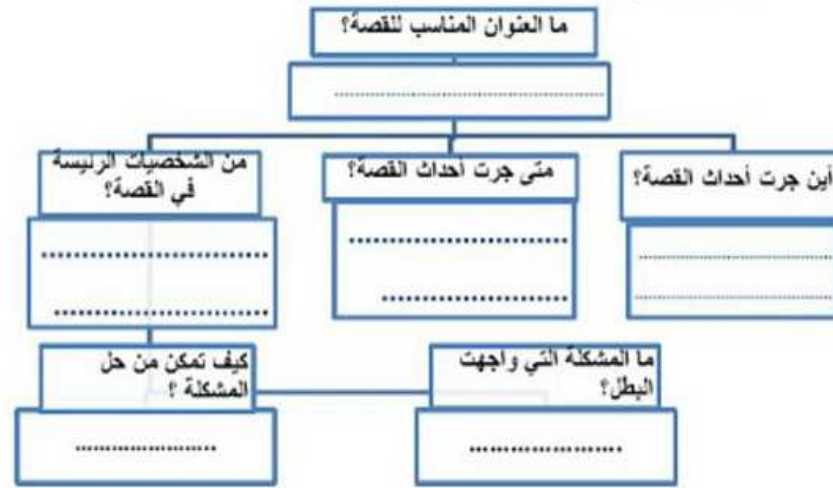 ما العنوان المناسب للقصة؟
................................................
أين جرت أحداث القصة؟
................................
................................
متى جرت أحداث القصة؟
............................
........................
من الشخصيات الرئيسة
في القصة؟
.............................
...........................
ما المشكلة التي واجهت
البطل؟
......................
كيف تمكن من حل
المشكلة ؟
.....................